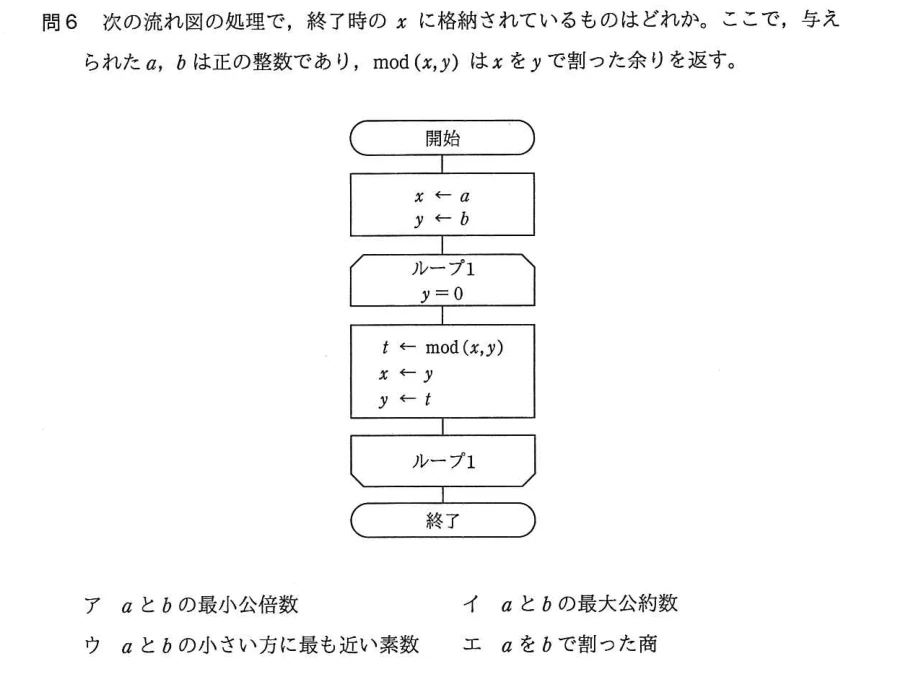 問6 次の流れ図の処理で，終了時の x に格納されているものはどれか。ここで，与え
られた a，b は正の整数であり，mod (x,y) は x を y で割った余りを返す。
開始
x ← a
y ← b
ループ1
y＝0
t ← mod (x,y)
x ← y
y ← t
ループ1
終了
ア a と b の最小公倍数 イ a と b の最大公約数
ウ a と b の小さい方に最も近い素数 エ a を b で割った商